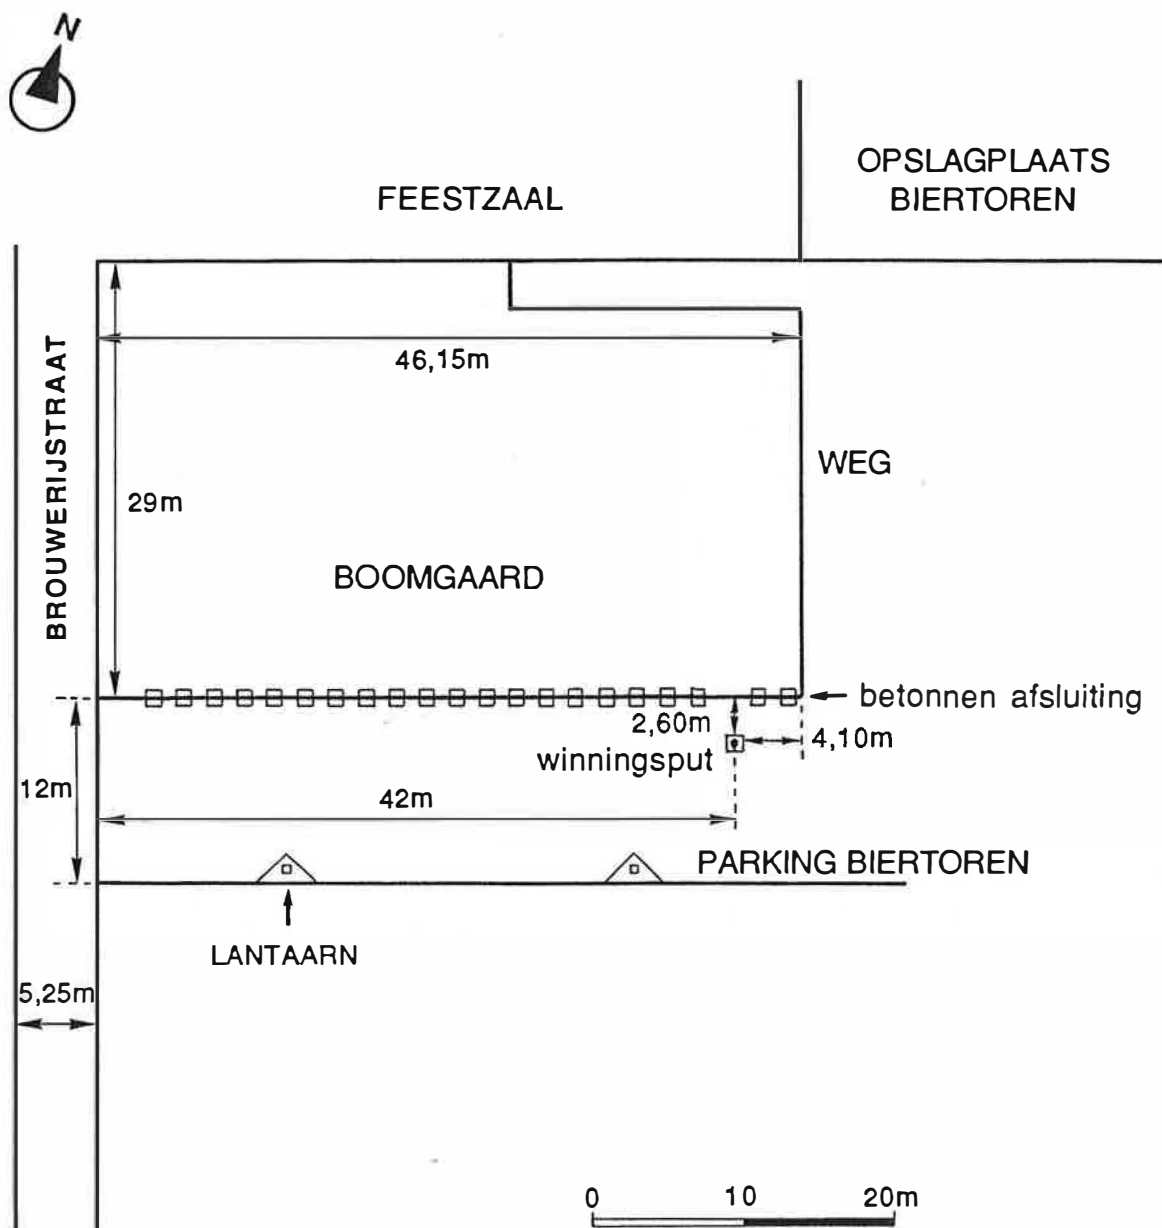 N
OPSLAGPLAATS
BIERTOREN
FEESTZAAL
46,15m
BROUWERIJSTRAAT
WEG
29m
BOOMGAARD
betonnen afsluiting
2,60m
4,10m
winningsput
12m
42m
PARKING BIERTOREN
LANTAARN
5,25m
0 10 20m